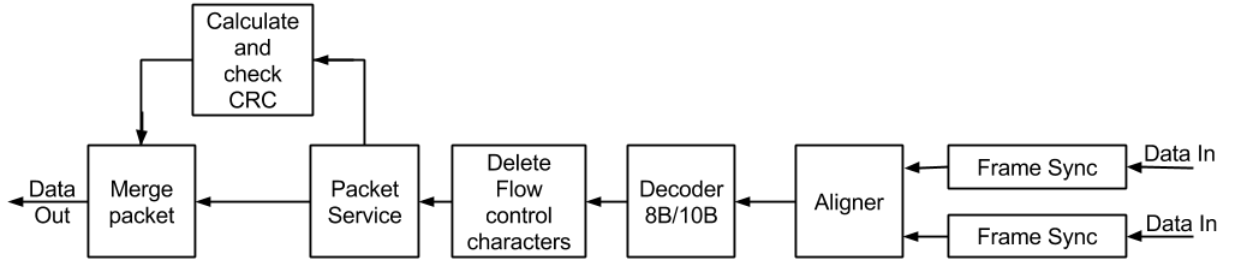 Calculate
and
check
CRC
Data
Out
Merge
packet
Packet
Service
Delete
Flow
control
characters
Decoder
8B/10B
Aligner
Frame Sync
Data In
Frame Sync
Data In